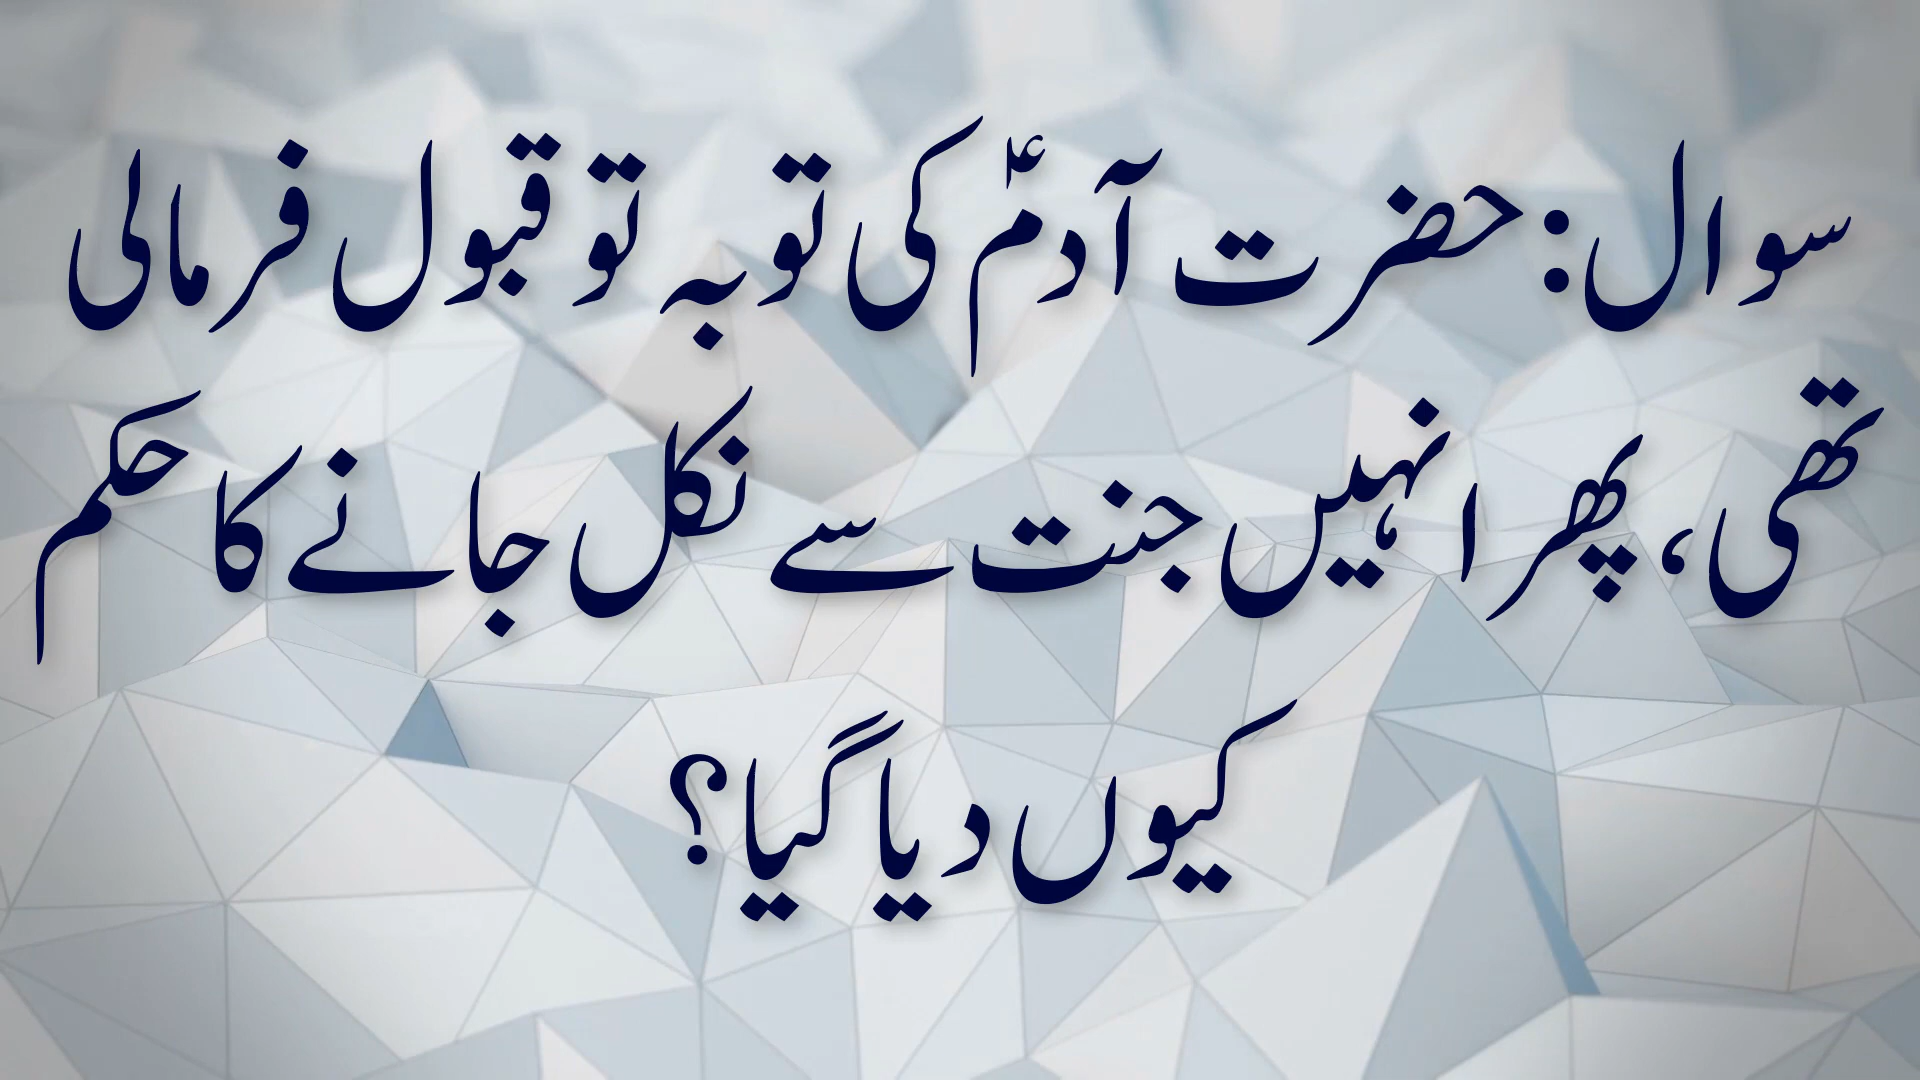 سوال: حضرت آدمؑ کی توبہ تو قبول فرمالی
تھی، پھر انہیں جنت سے نکل جانے کا حکم
کیوں دیا گیا؟